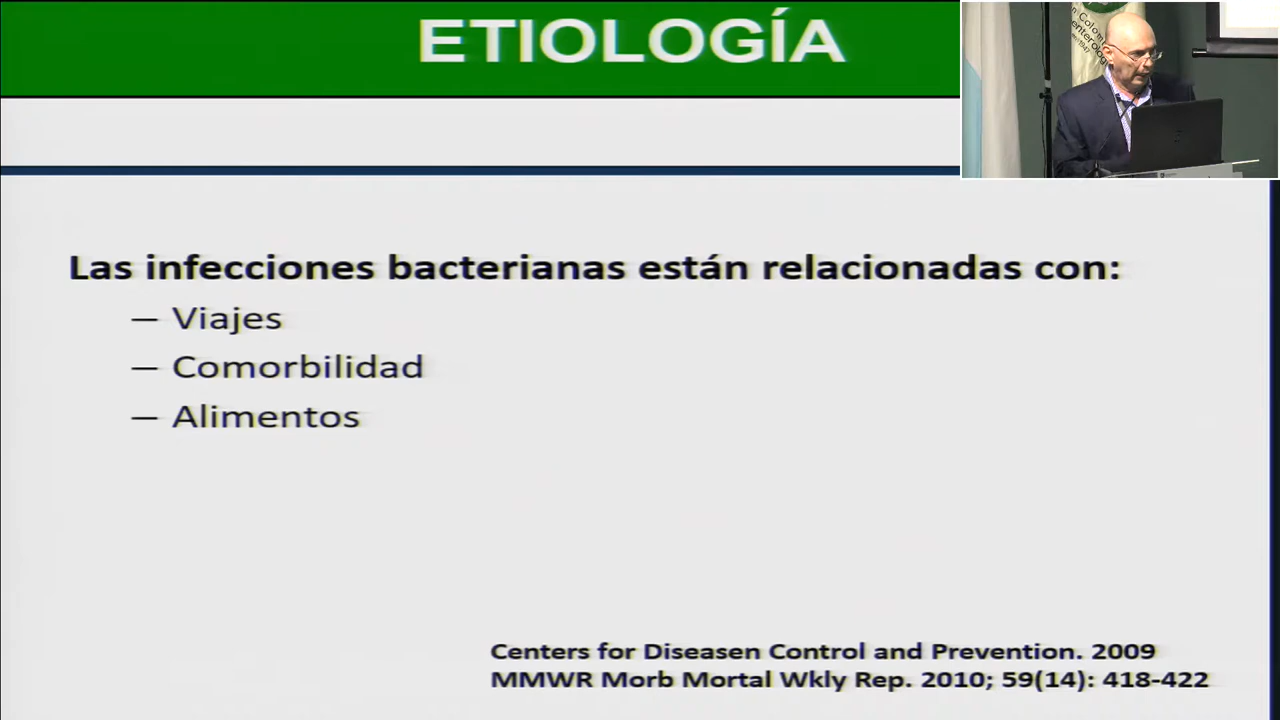 ETIOLOGÍA
Las infecciones bacterianas están relacionadas con:
— Viajes
— Comorbilidad
— Alimentos
Centers for Diseasen Control and Prevention. 2009
MMWR Morb Mortal Wkly Rep. 2010; 59(14): 418-422